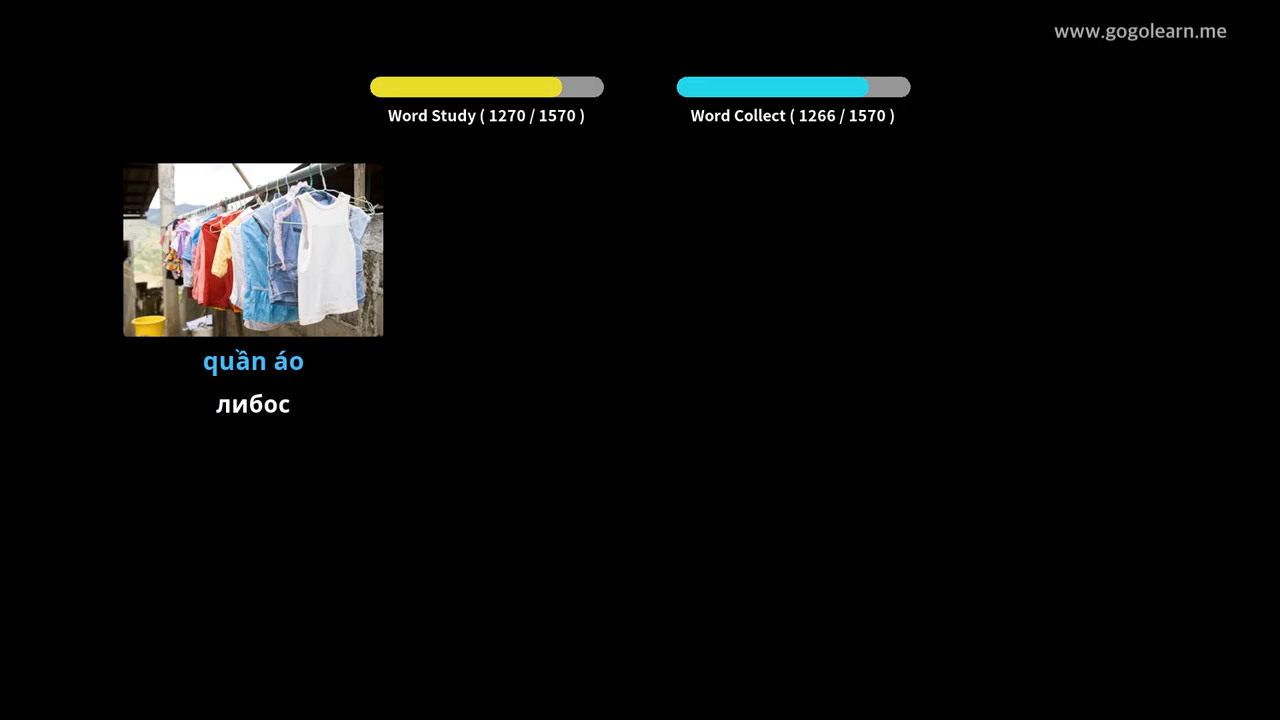 www.gogolearn.me
Word Study ( 1270 / 1570 )
Word Collect ( 1266 / 1570 )
quần áo
либос